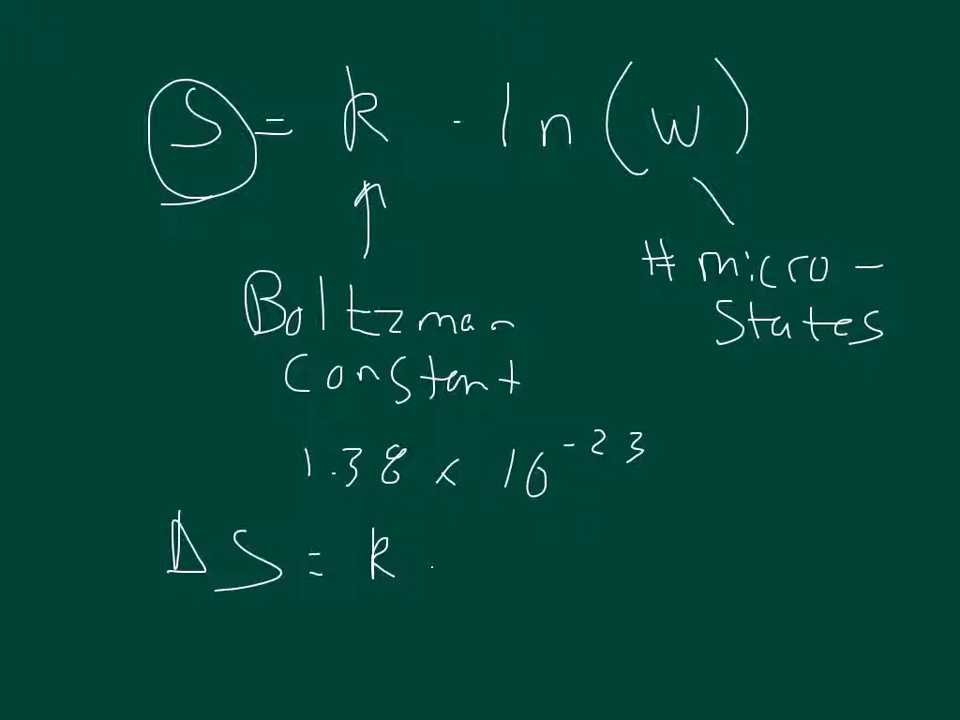 S = k · ln(w)
# micro-
states
Boltzman
constant
1.38 × 10⁻²³
ΔS = k ·